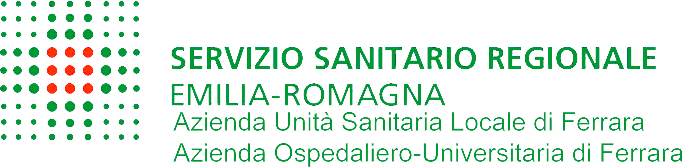 SERVIZIO SANITARIO REGIONALE
EMILIA-ROMAGNA
Azienda Unità Sanitaria Locale di Ferrara
Azienda Ospedaliero-Universitaria di Ferrara